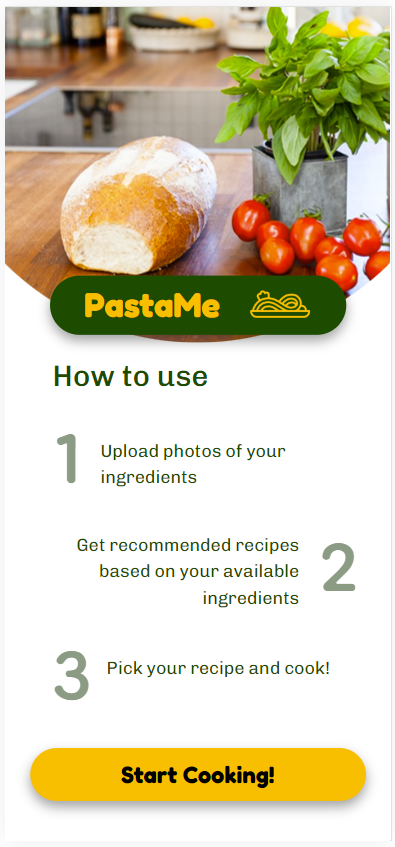 PastaMe
How to use
1
Upload photos of your
ingredients
Get recommended recipes
based on your available
ingredients
2
3
Pick your recipe and cook!
Start Cooking!